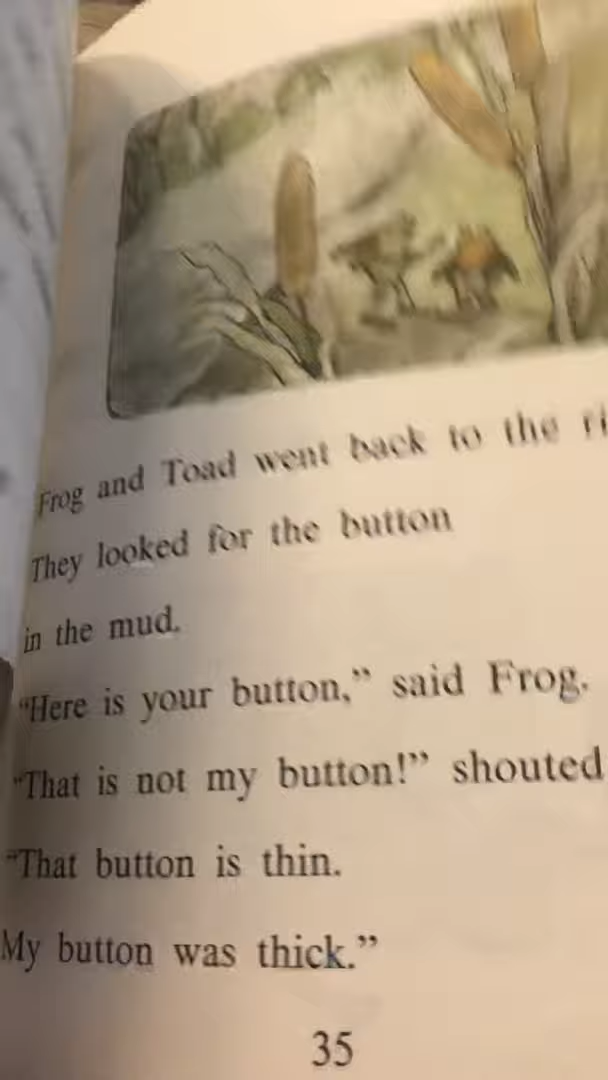 Frog and Toad went back to the ri
They looked for the button
in the mud.
“Here is your button,” said Frog.
“That is not my button!” shouted
“That button is thin.
My button was thick.”
35